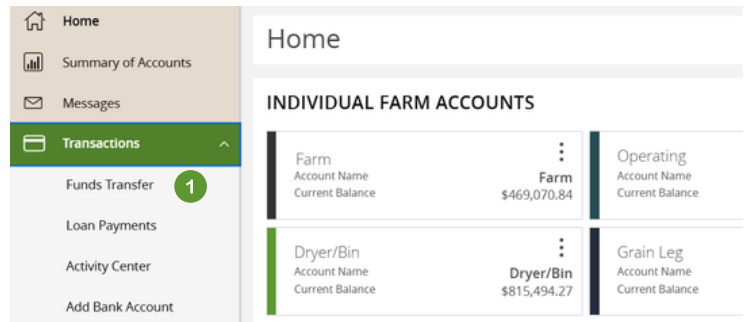 Home
Summary of Accounts
Messages
Transactions
Funds Transfer 1
Loan Payments
Activity Center
Add Bank Account
Home
INDIVIDUAL FARM ACCOUNTS
Farm
Account Name Farm
Current Balance $469,070.84
Operating
Account Name
Current Balance
Dryer/Bin
Account Name Dryer/Bin
Current Balance $815,494.27
Grain Leg
Account Name
Current Balance